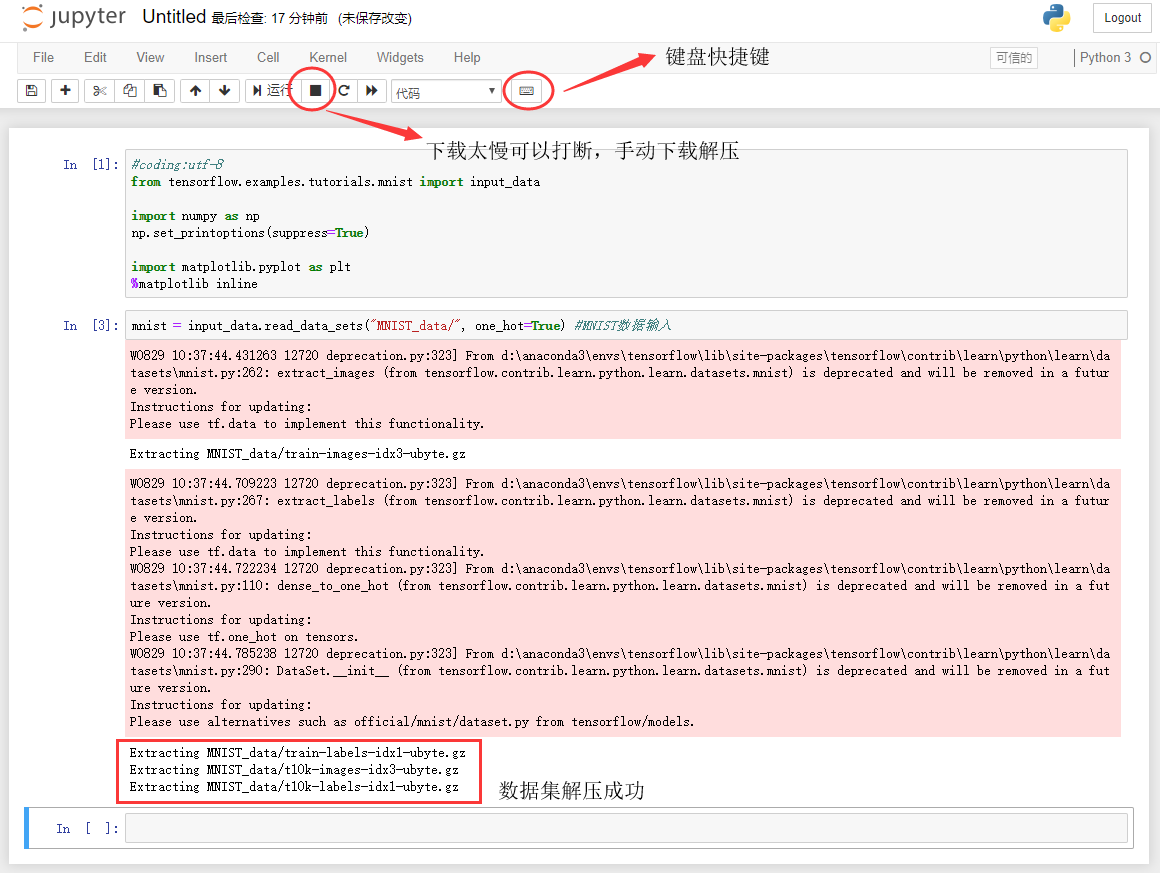 jupyter Untitled 最后检查: 17 分钟前 (未保存改变) Logout
File Edit View Insert Cell Kernel Widgets Help 键盘快捷键 可信的 Python 3
运行 代码
下载太慢可以打断，手动下载解压
In [1]: #coding:utf-8
from tensorflow.examples.tutorials.mnist import input_data
import numpy as np
np.set_printoptions(suppress=True)
import matplotlib.pyplot as plt
%matplotlib inline
In [3]: mnist = input_data.read_data_sets("MNIST_data/", one_hot=True) #MNIST数据输入
W0829 10:37:44.431263 12720 deprecation.py:323] From d:\anaconda3\envs\tensorflow\lib\site-packages\tensorflow\contrib\learn\python\learn\da
tasets\mnist.py:262: extract_images (from tensorflow.contrib.learn.python.learn.datasets.mnist) is deprecated and will be removed in a futur
e version.
Instructions for updating:
Please use tf.data to implement this functionality.
Extracting MNIST_data/train-images-idx3-ubyte.gz
W0829 10:37:44.709223 12720 deprecation.py:323] From d:\anaconda3\envs\tensorflow\lib\site-packages\tensorflow\contrib\learn\python\learn\da
tasets\mnist.py:267: extract_labels (from tensorflow.contrib.learn.python.learn.datasets.mnist) is deprecated and will be removed in a futur
e version.
Instructions for updating:
Please use tf.data to implement this functionality.
W0829 10:37:44.722234 12720 deprecation.py:323] From d:\anaconda3\envs\tensorflow\lib\site-packages\tensorflow\contrib\learn\python\learn\da
tasets\mnist.py:110: dense_to_one_hot (from tensorflow.contrib.learn.python.learn.datasets.mnist) is deprecated and will be removed in a fut
ure version.
Instructions for updating:
Please use tf.one_hot on tensors.
W0829 10:37:44.785238 12720 deprecation.py:323] From d:\anaconda3\envs\tensorflow\lib\site-packages\tensorflow\contrib\learn\python\learn\da
tasets\mnist.py:290: DataSet.__init__ (from tensorflow.contrib.learn.python.learn.datasets.mnist) is deprecated and will be removed in a fut
ure version.
Instructions for updating:
Please use alternatives such as official/mnist/dataset.py from tensorflow/models.
Extracting MNIST_data/train-labels-idx1-ubyte.gz
Extracting MNIST_data/t10k-images-idx3-ubyte.gz
Extracting MNIST_data/t10k-labels-idx1-ubyte.gz
数据集解压成功
In [ ]: